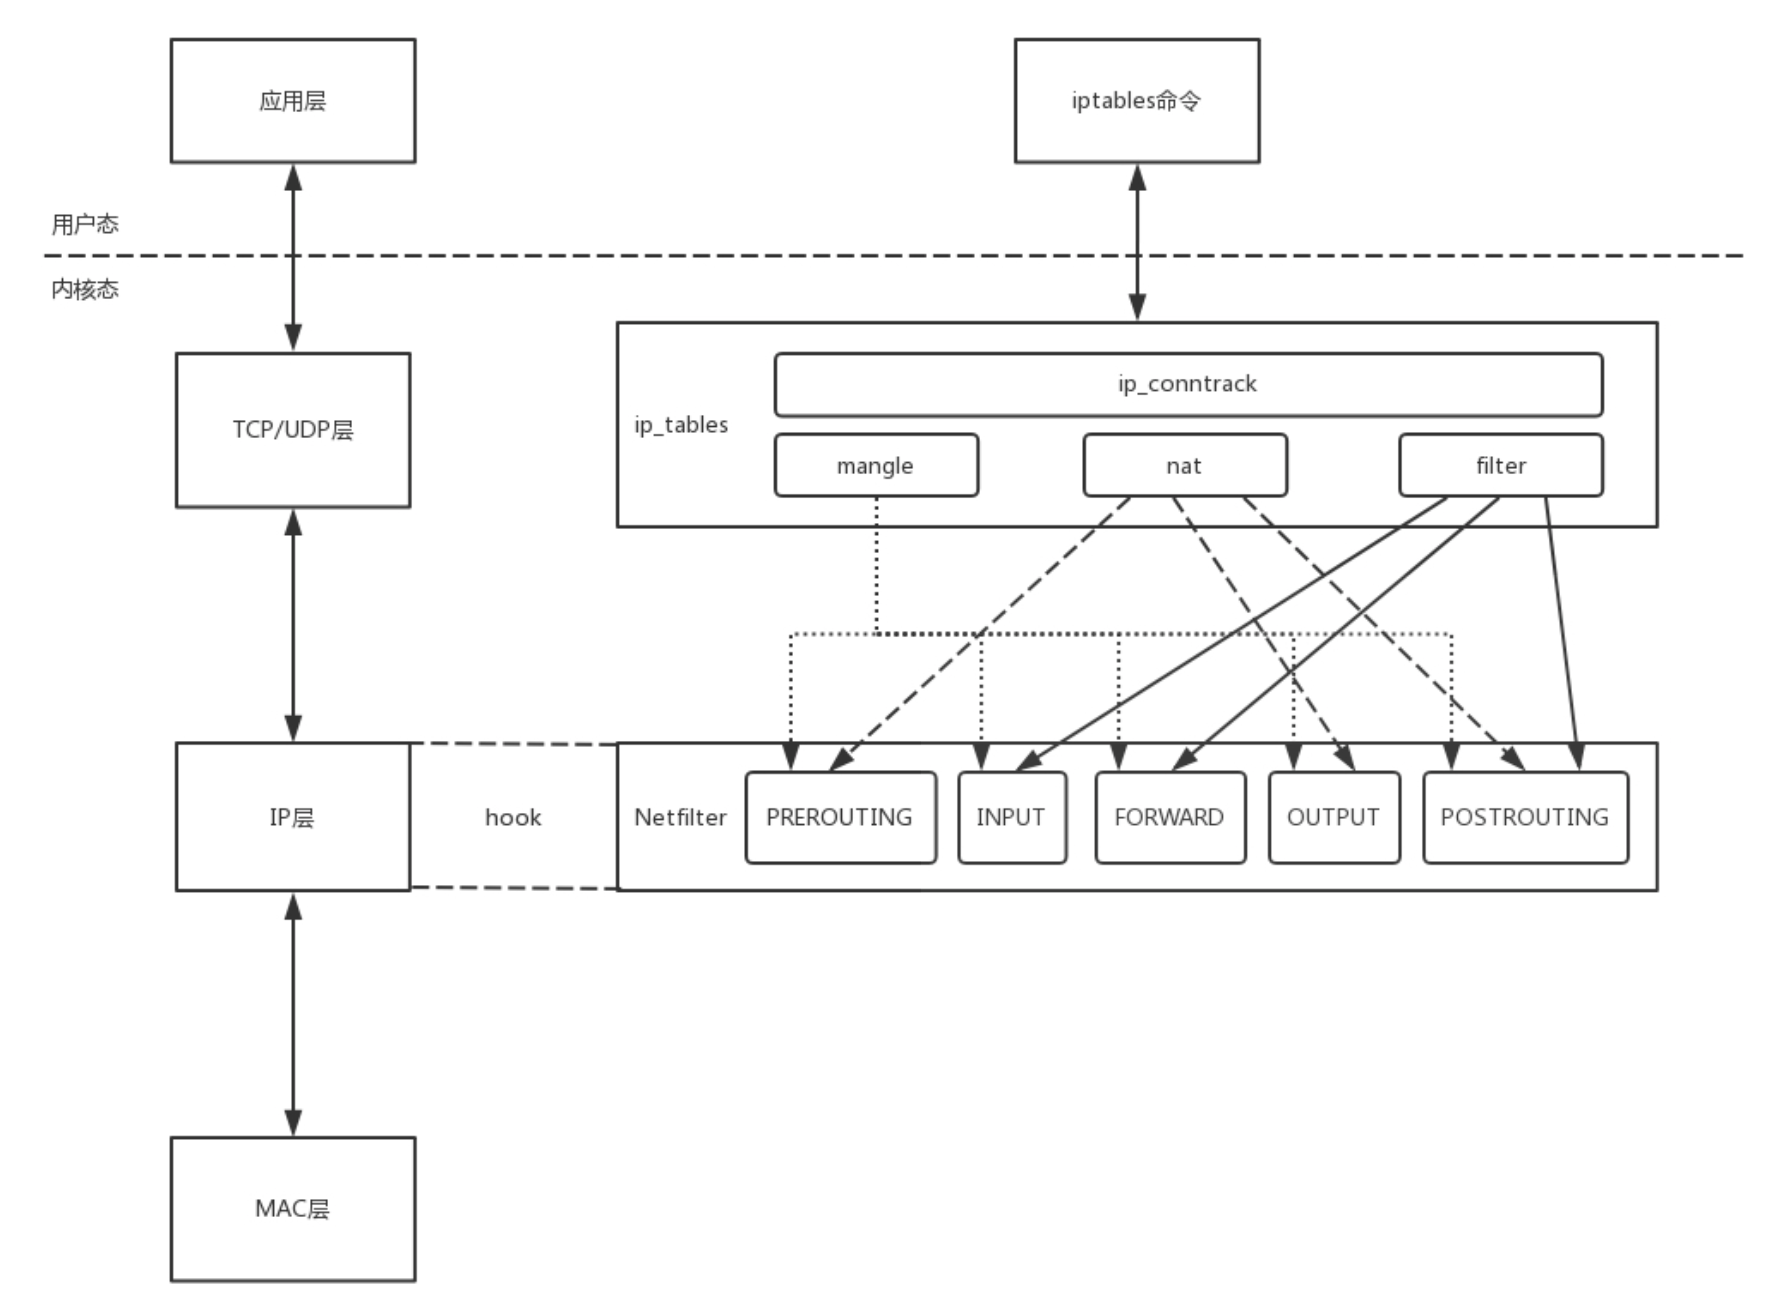 应用层
iptables命令
用户态
内核态
ip_conntrack
ip_tables
TCP/UDP层
mangle
nat
filter
IP层
hook
Netfilter
PREROUTING
INPUT
FORWARD
OUTPUT
POSTROUTING
MAC层